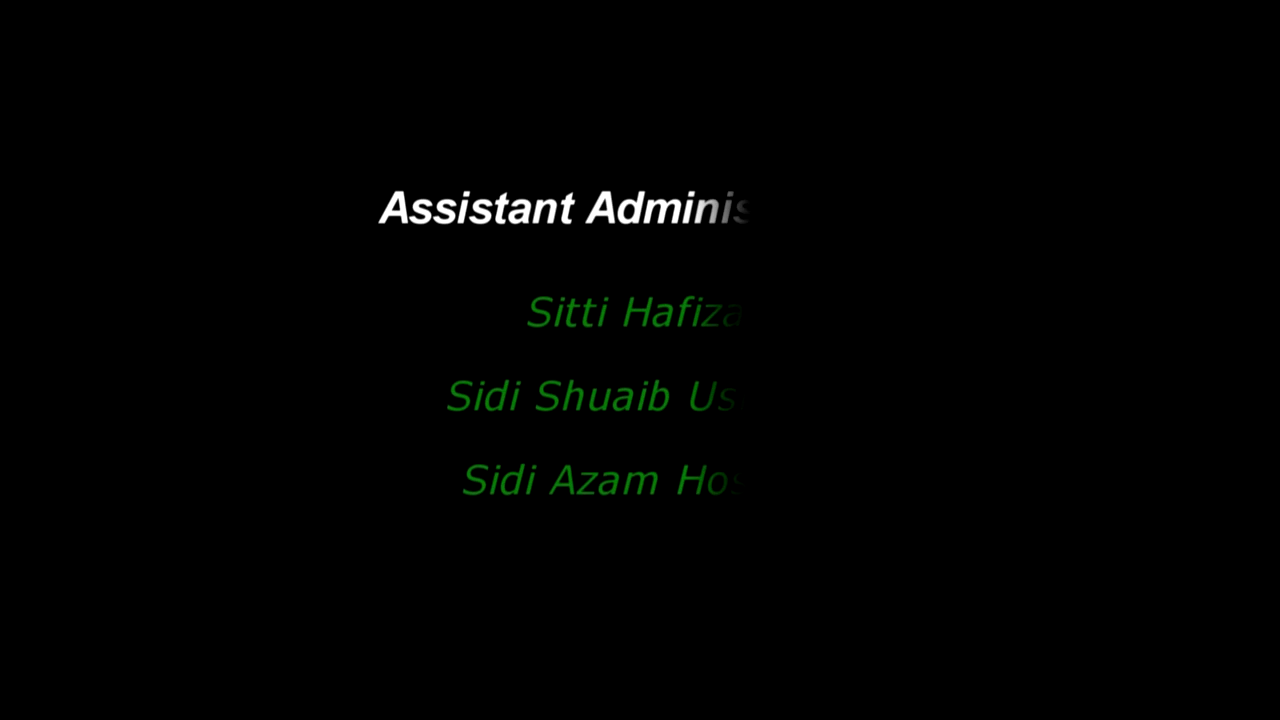 Assistant Adminis
Sitti Hafiza
Sidi Shuaib Us
Sidi Azam Hos